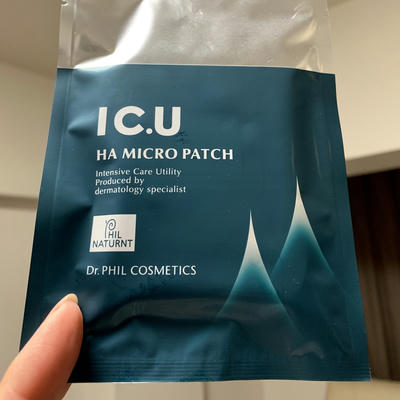 IC.U
HA MICRO PATCH
Intensive Care Utility
Produced by
dermatology specialist
PHIL
NATURNT
Dr. PHIL COSMETICS